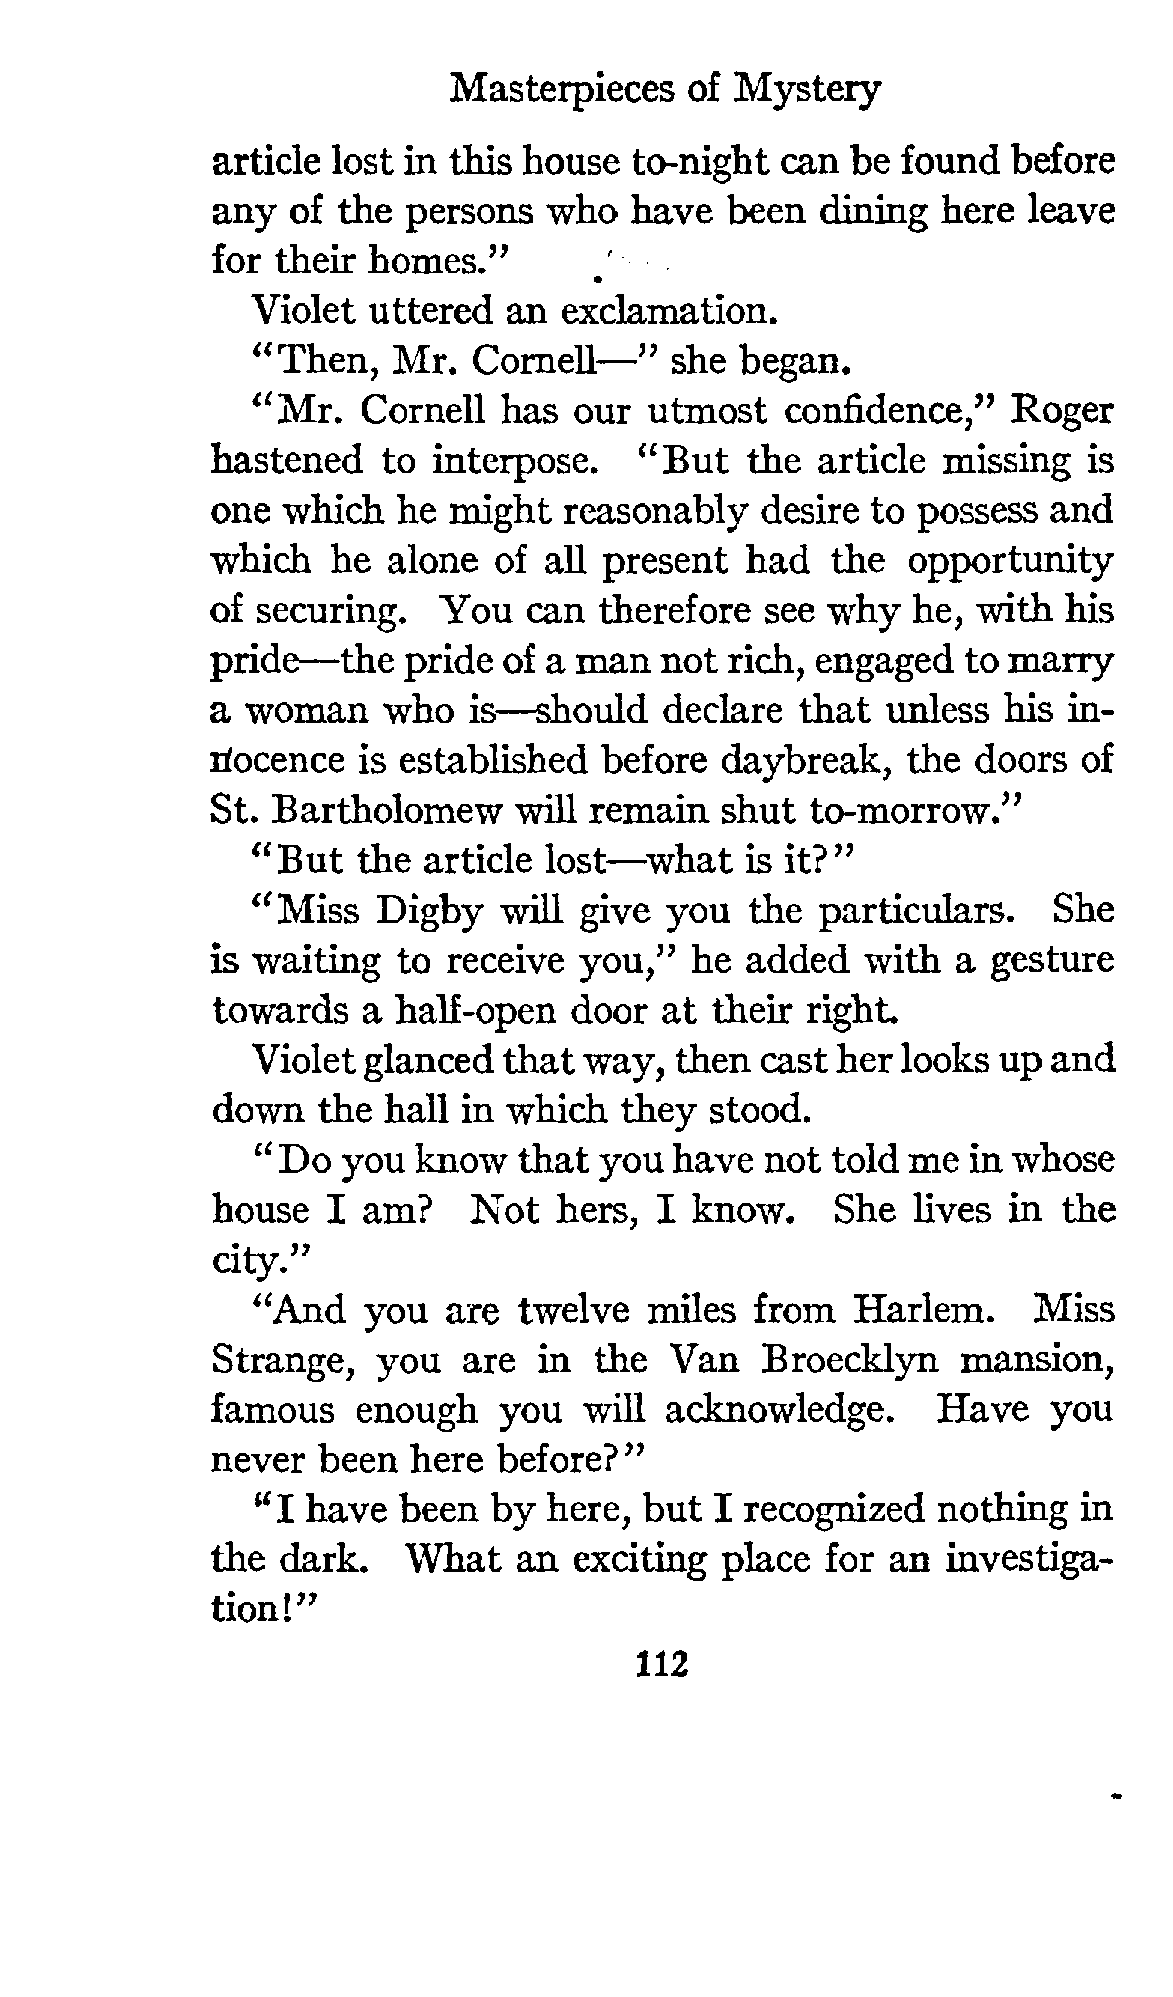 Masterpieces of Mystery
article lost in this house to-night can be found before
any of the persons who have been dining here leave
for their homes."
Violet uttered an exclamation.
"Then, Mr. Cornell—" she began.
"Mr. Cornell has our utmost confidence," Roger
hastened to interpose. "But the article missing is
one which he might reasonably desire to possess and
which he alone of all present had the opportunity
of securing. You can therefore see why he, with his
pride—the pride of a man not rich, engaged to marry
a woman who is—should declare that unless his in-
nocence is established before daybreak, the doors of
St. Bartholomew will remain shut to-morrow."
"But the article lost—what is it?"
"Miss Digby will give you the particulars. She
is waiting to receive you," he added with a gesture
towards a half-open door at their right.
Violet glanced that way, then cast her looks up and
down the hall in which they stood.
"Do you know that you have not told me in whose
house I am? Not hers, I know. She lives in the
city."
"And you are twelve miles from Harlem. Miss
Strange, you are in the Van Broecklyn mansion,
famous enough you will acknowledge. Have you
never been here before?"
"I have been by here, but I recognized nothing in
the dark. What an exciting place for an investiga-
tion!"
112